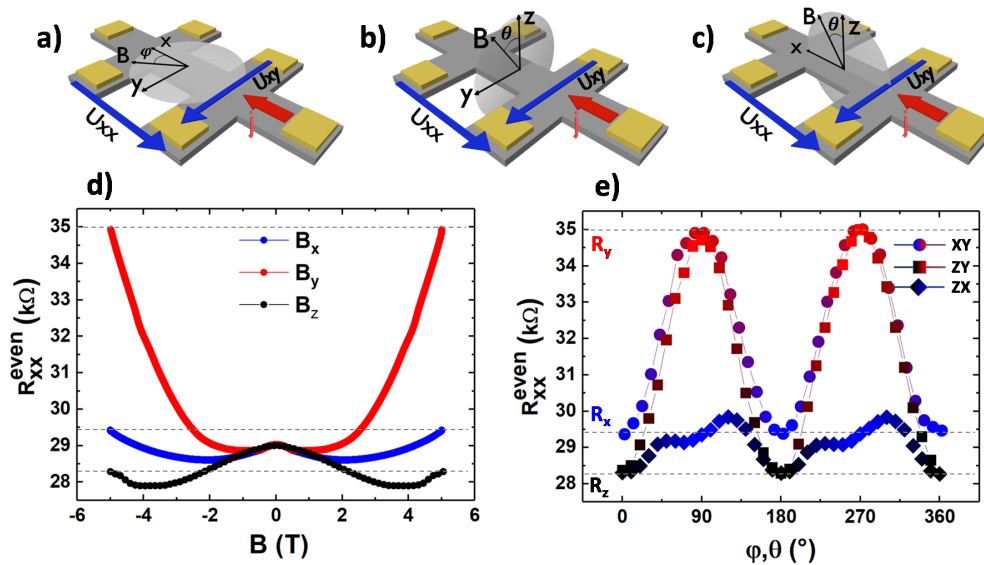 a)
b)
c)
B
φ
x
y
Uxx
Uxy
j
B
θ
z
y
Uxx
Uxy
j
B
θ
z
x
Uxx
Uxy
j
d)
e)
35
34
32
31
30
29
28
R_xx^even (kΩ)
B_x
B_y
B_z
-6 -4 -2 0 2 4 6
B (T)
35
34
32
31
30
29
28
R_xx^even (kΩ)
R_y
R_x
R_z
XY
ZY
ZX
0 90 180 270 360
φ,θ (°)